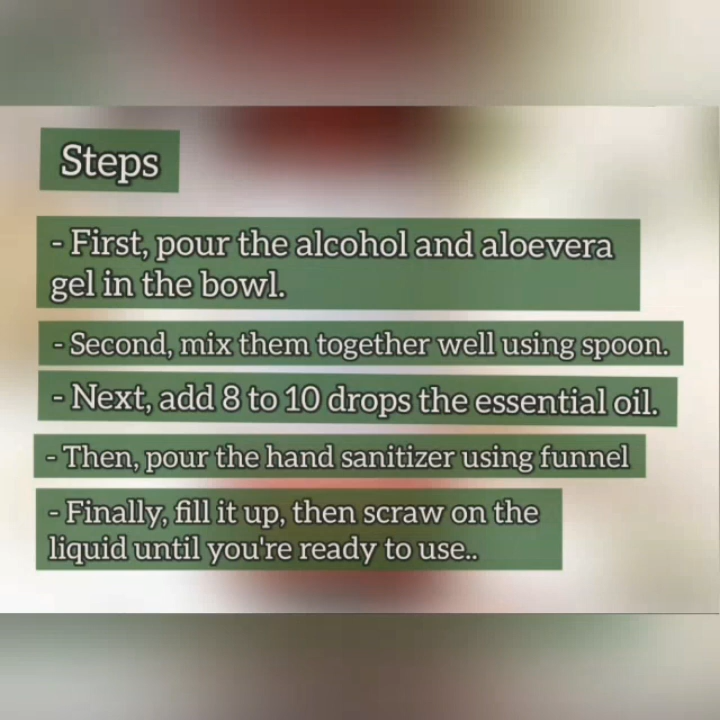 Steps
- First, pour the alcohol and aloevera
gel in the bowl.
- Second, mix them together well using spoon.
- Next, add 8 to 10 drops the essential oil.
- Then, pour the hand sanitizer using funnel
- Finally, fill it up, then scraw on the
liquid until you're ready to use..